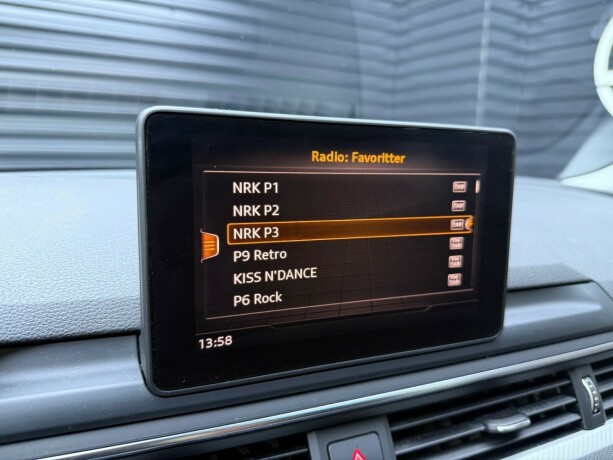 Radio: Favoritter
NRK P1
NRK P2
NRK P3
P9 Retro
KISS N'DANCE
P6 Rock
13:58